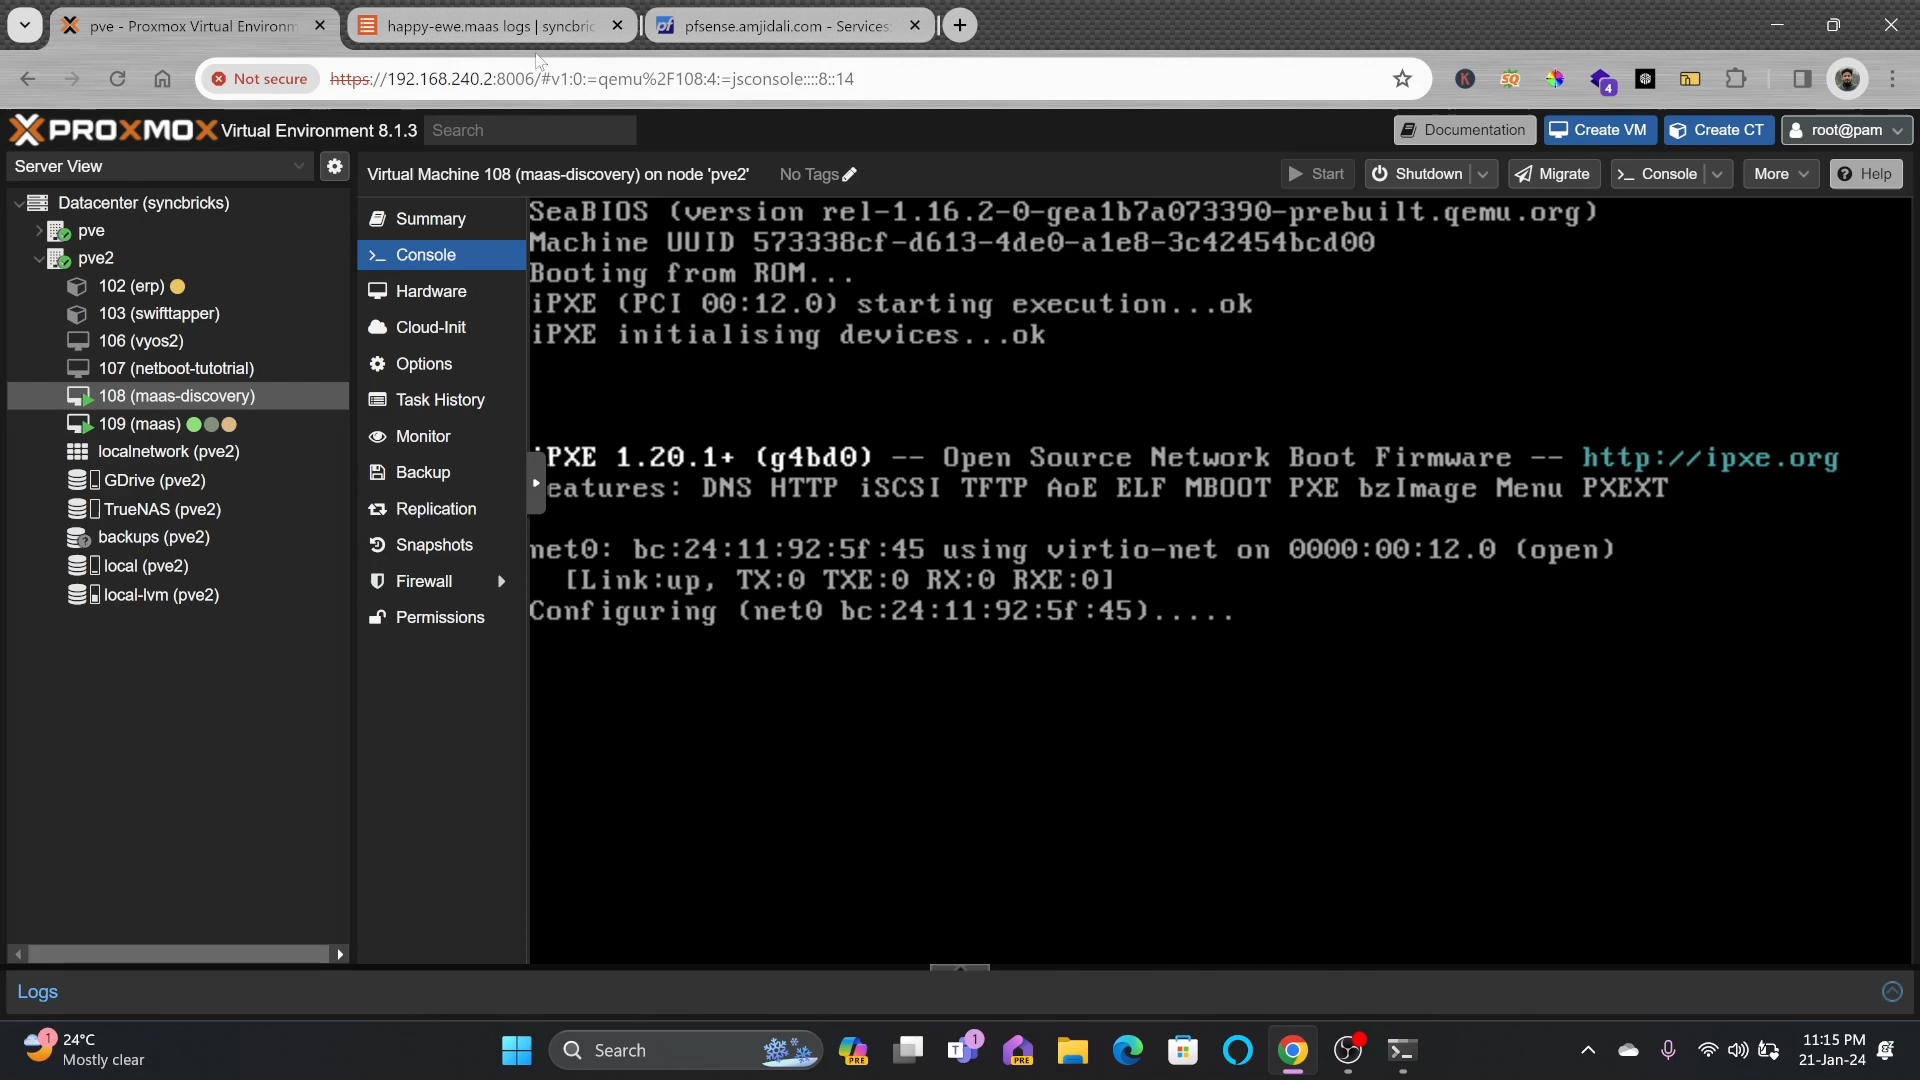 pve - Proxmox Virtual Environm
happy-ewe.maas logs | syncbric
pfsense.amjidali.com - Services:
Not secure
https://192.168.240.2:8006/#v1:0:=qemu%2F108:4:=jsconsole::::8::14
4
PROXMOX Virtual Environment 8.1.3
Search
Documentation
Create VM
Create CT
root@pam
Server View
Virtual Machine 108 (maas-discovery) on node 'pve2'
No Tags
Start
Shutdown
Migrate
Console
More
Help
Datacenter (syncbricks)
pve
pve2
102 (erp)
103 (swifttapper)
106 (vyos2)
107 (netboot-tutotrial)
108 (maas-discovery)
109 (maas)
localnetwork (pve2)
GDrive (pve2)
TrueNAS (pve2)
backups (pve2)
local (pve2)
local-lvm (pve2)
Summary
Console
Hardware
Cloud-Init
Options
Task History
Monitor
Backup
Replication
Snapshots
Firewall
Permissions
SeaBIOS (version rel-1.16.2-0-gea1b7a073390-prebuilt.qemu.org)
Machine UUID 573338cf-d613-4de0-a1e8-3c42454bcd00
Booting from ROM...
iPXE (PCI 00:12.0) starting execution...ok
iPXE initialising devices...ok
iPXE 1.20.1+ (g4bd0) -- Open Source Network Boot Firmware -- http://ipxe.org
eatures: DNS HTTP iSCSI TFTP AoE ELF MBOOT PXE bzImage Menu PXEXT
net0: bc:24:11:92:5f:45 using virtio-net on 0000:00:12.0 (open)
[Link:up, TX:0 TXE:0 RX:0 RXE:0]
Configuring (net0 bc:24:11:92:5f:45).....
Logs
1
24°C
Mostly clear
Search
PRE
1
PRE
11:15 PM
21-Jan-24